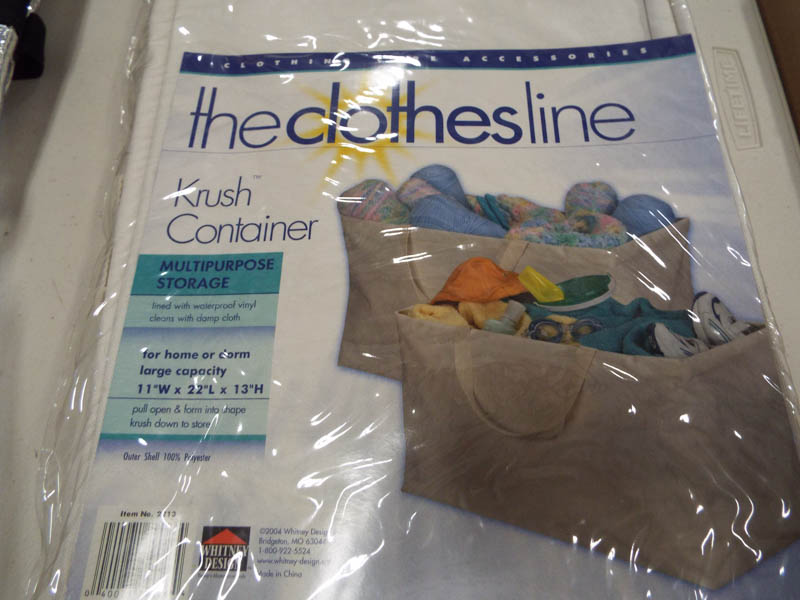 CLOTHING CARE ACCESSORIES
theclothesline
Krush™
Container
MULTIPURPOSE
STORAGE
lined with waterproof vinyl
cleans with damp cloth
for home or dorm
large capacity
11"W x 22"L x 13"H
pull open & form into shape
krush down to store
Outer Shell 100% Polyester
Item No.
WHITNEY
DESIGN
©2004 Whitney Design
Bridgeton, MO 63044
1-800-922-5524
www.whitney-design.
Made in China
LIFETIME